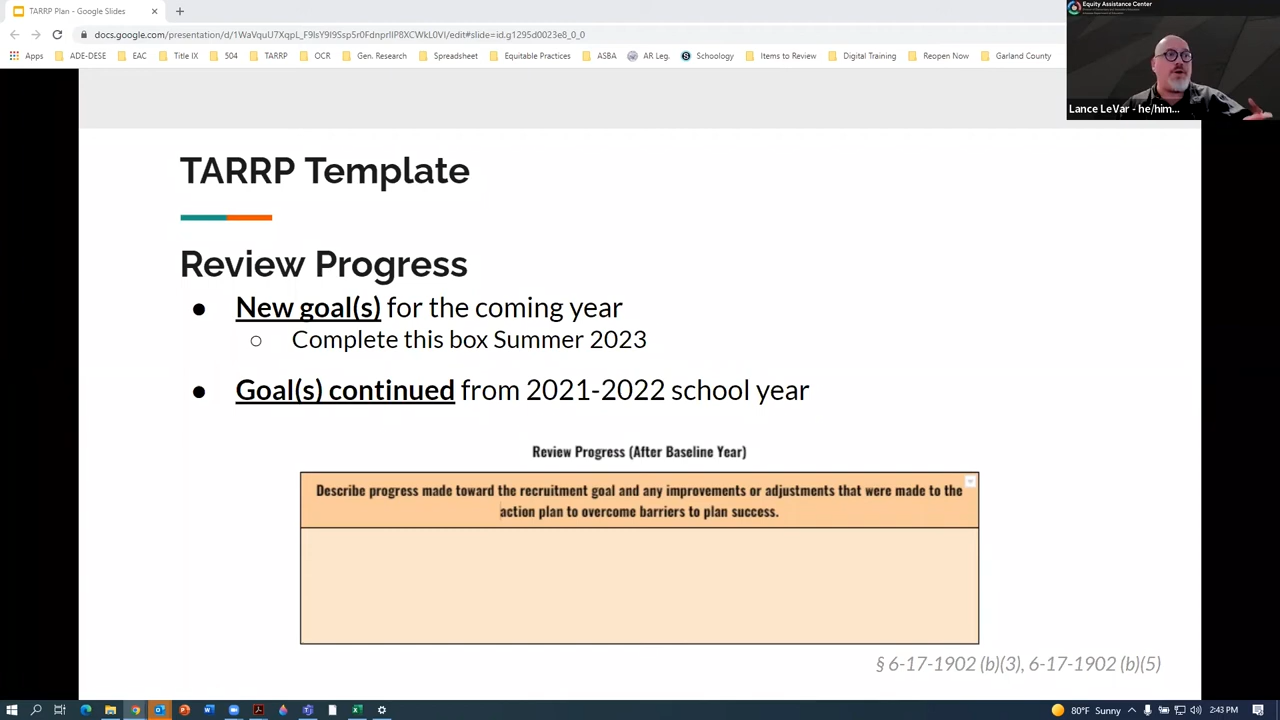 TARRP Plan - Google Slides
docs.google.com/presentation/d/1WaVquU7XqpL_F9lsY9I9Ssp5r0FdnprIIP8XCWkL0VI/edit#slide=id.g1295d0023e8_0_0
Apps ADE-DESE EAC Title IX 504 TARRP OCR Gen. Research Spreadsheet Equitable Practices ASBA AR Leg. Schoology Items to Review Digital Training Reopen Now Garland County
Equity Assistance Center
Lance LeVar - he/him...
TARRP Template
Review Progress
● New goal(s) for the coming year
○ Complete this box Summer 2023
● Goal(s) continued from 2021-2022 school year
Review Progress (After Baseline Year)
Describe progress made toward the recruitment goal and any improvements or adjustments that were made to the
action plan to overcome barriers to plan success.
§ 6-17-1902 (b)(3), 6-17-1902 (b)(5)
80°F Sunny 2:43 PM